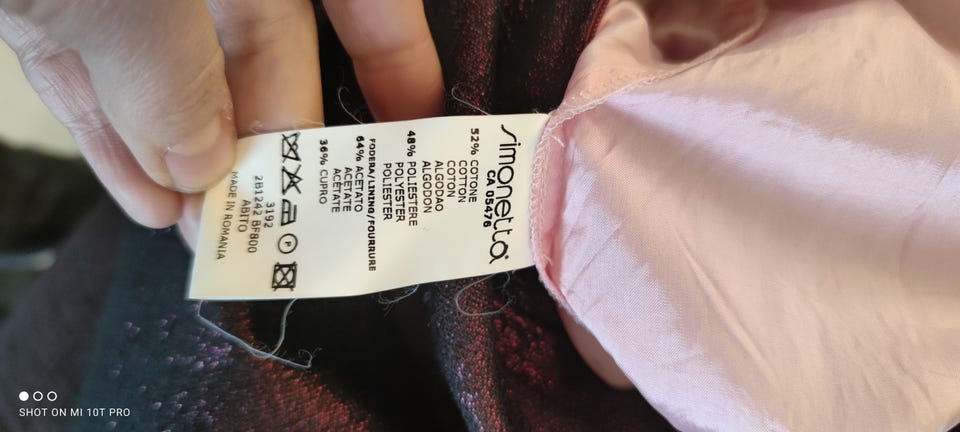 simonetta
CA 05476
52% COTONE
COTTON
COTON
ALGODAO
ALGODON
48% POLIESTERE
POLYESTER
POLIESTER
FODERA/LINING/FOURRURE
64% ACETATO
ACETATE
ACÉTATE
36% CUPRO
P
3192
2B1242 BF800
ABITO
MADE IN ROMANIA
SHOT ON MI 10T PRO